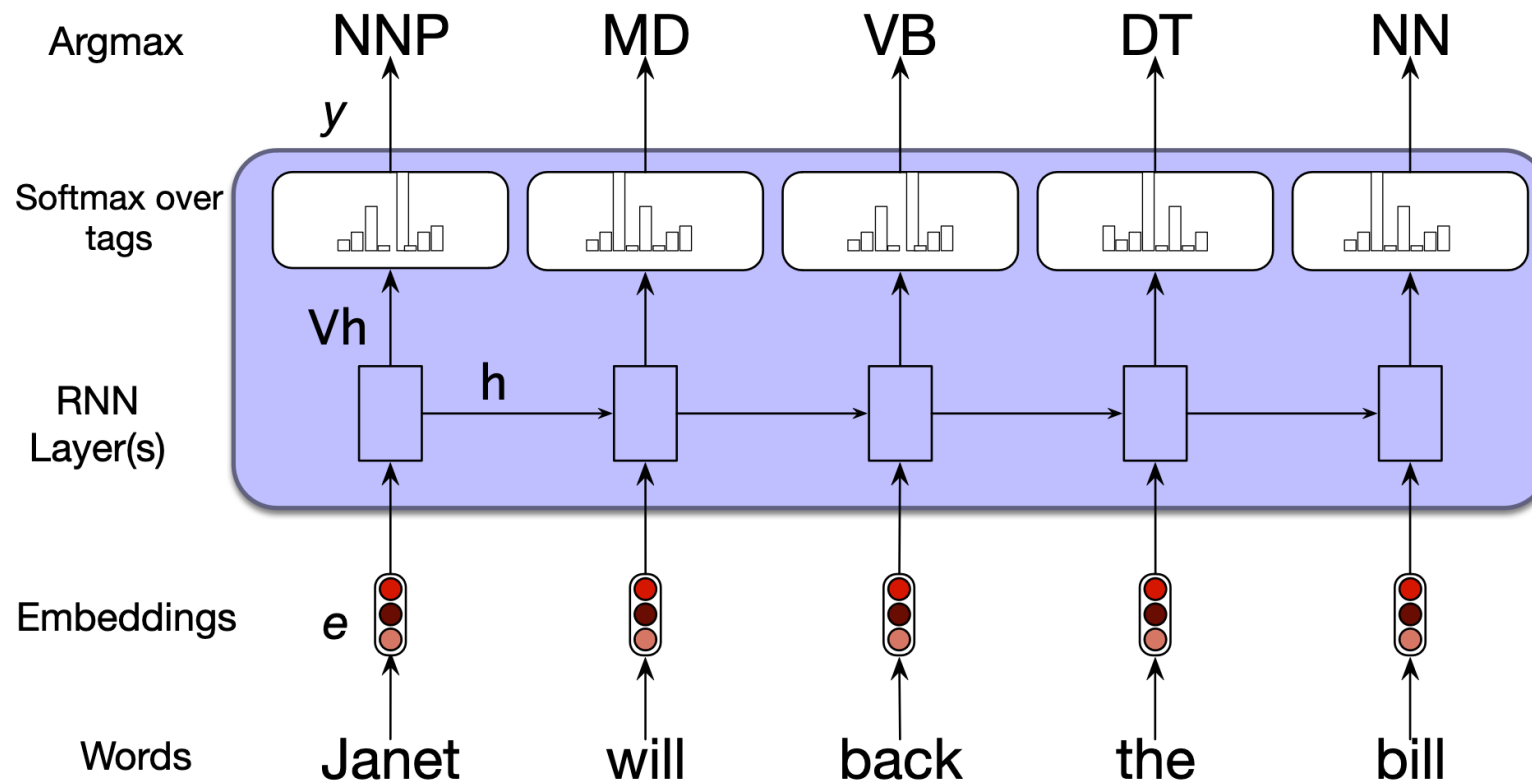 Argmax NNP MD VB DT NN
y
Softmax over
tags
Vh
h
RNN
Layer(s)
Embeddings e
Words Janet will back the bill